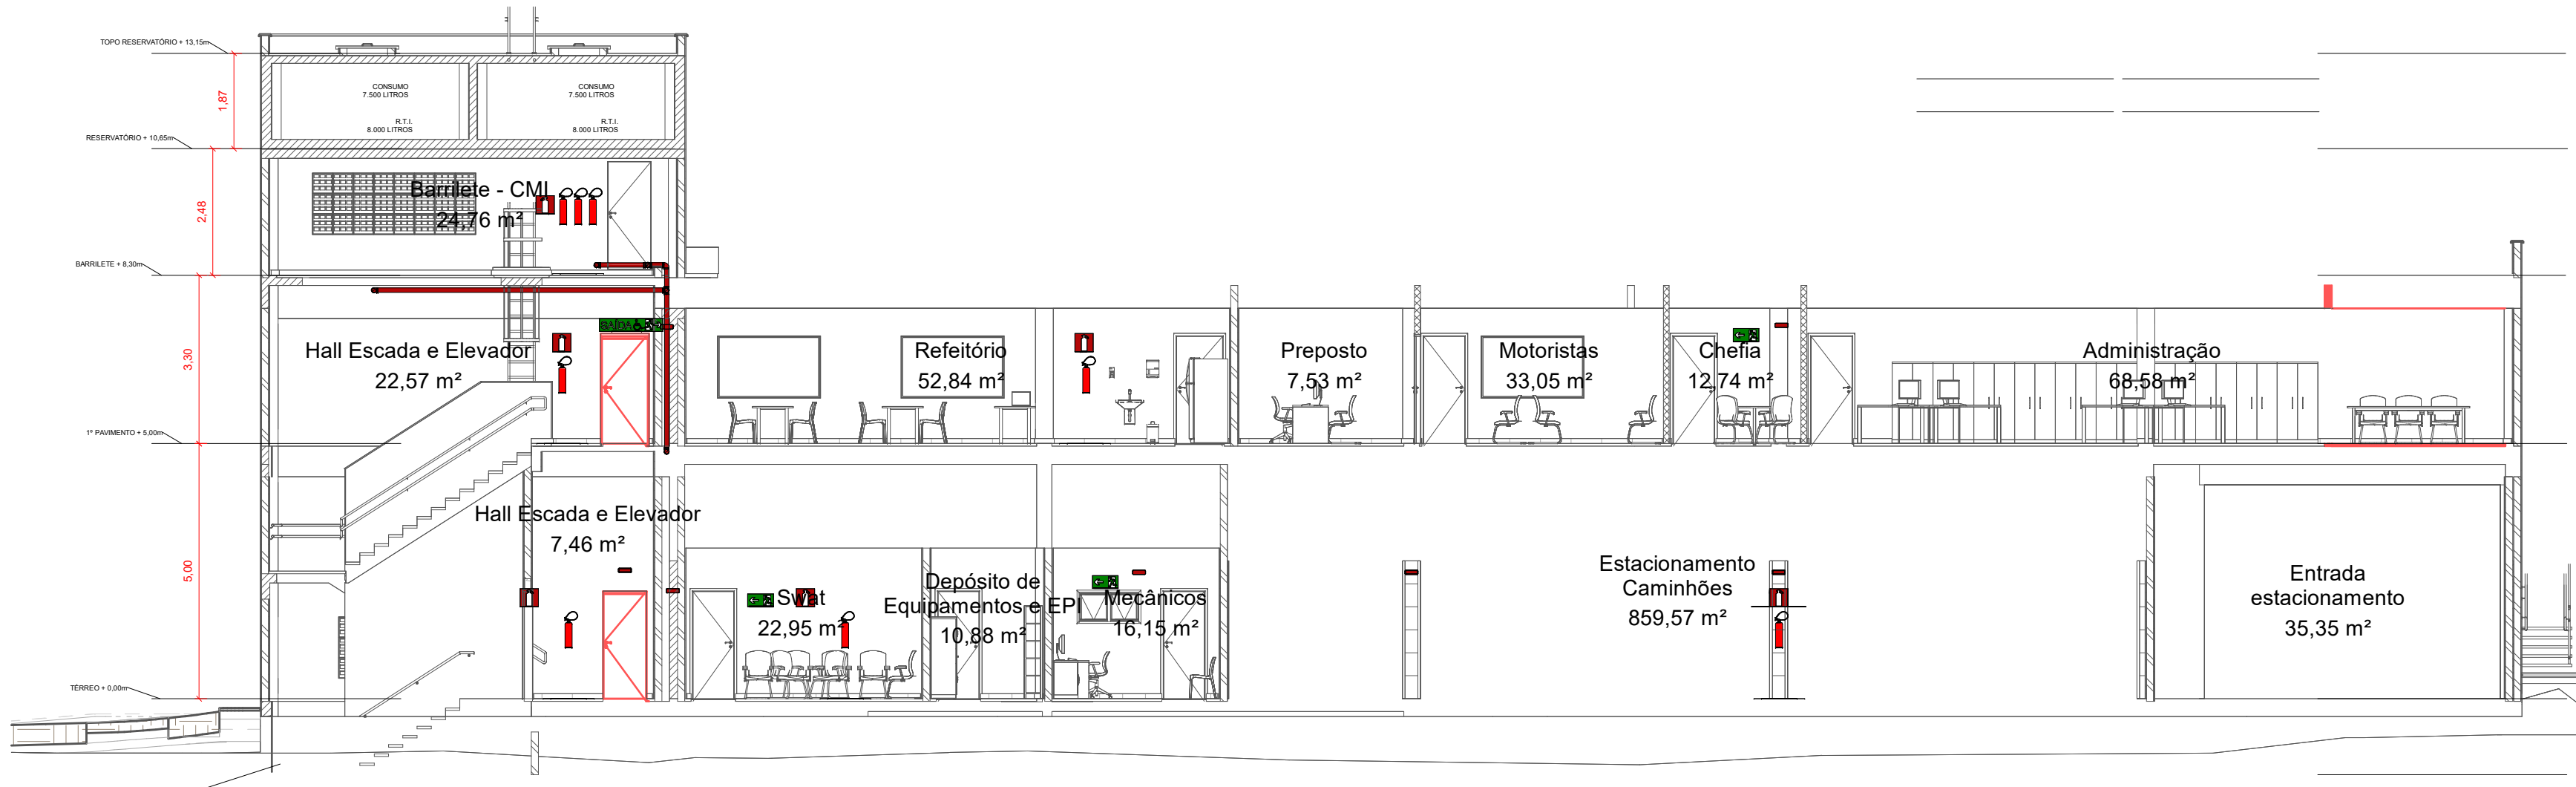 TOPO RESERVATÓRIO + 13,15m
1,87
CONSUMO
7.500 LITROS
R.T.I.
8.000 LITROS
CONSUMO
7.500 LITROS
R.T.I.
8.000 LITROS
RESERVATÓRIO + 10,65m
2,48
Barrilete - CMI
24,76 m²
BARRILETE + 8,30m
3,30
SAÍDA
Hall Escada e Elevador
22,57 m²
Refeitório
52,84 m²
Preposto
7,53 m²
Motoristas
33,05 m²
Chefia
12,74 m²
Administração
68,58 m²
1º PAVIMENTO + 5,00m
5,00
Hall Escada e Elevador
7,46 m²
Swat
22,95 m²
Depósito de
Equipamentos e EPI
10,88 m²
Mecânicos
16,15 m²
Estacionamento
Caminhões
859,57 m²
Entrada
estacionamento
35,35 m²
TÉRREO + 0,00m